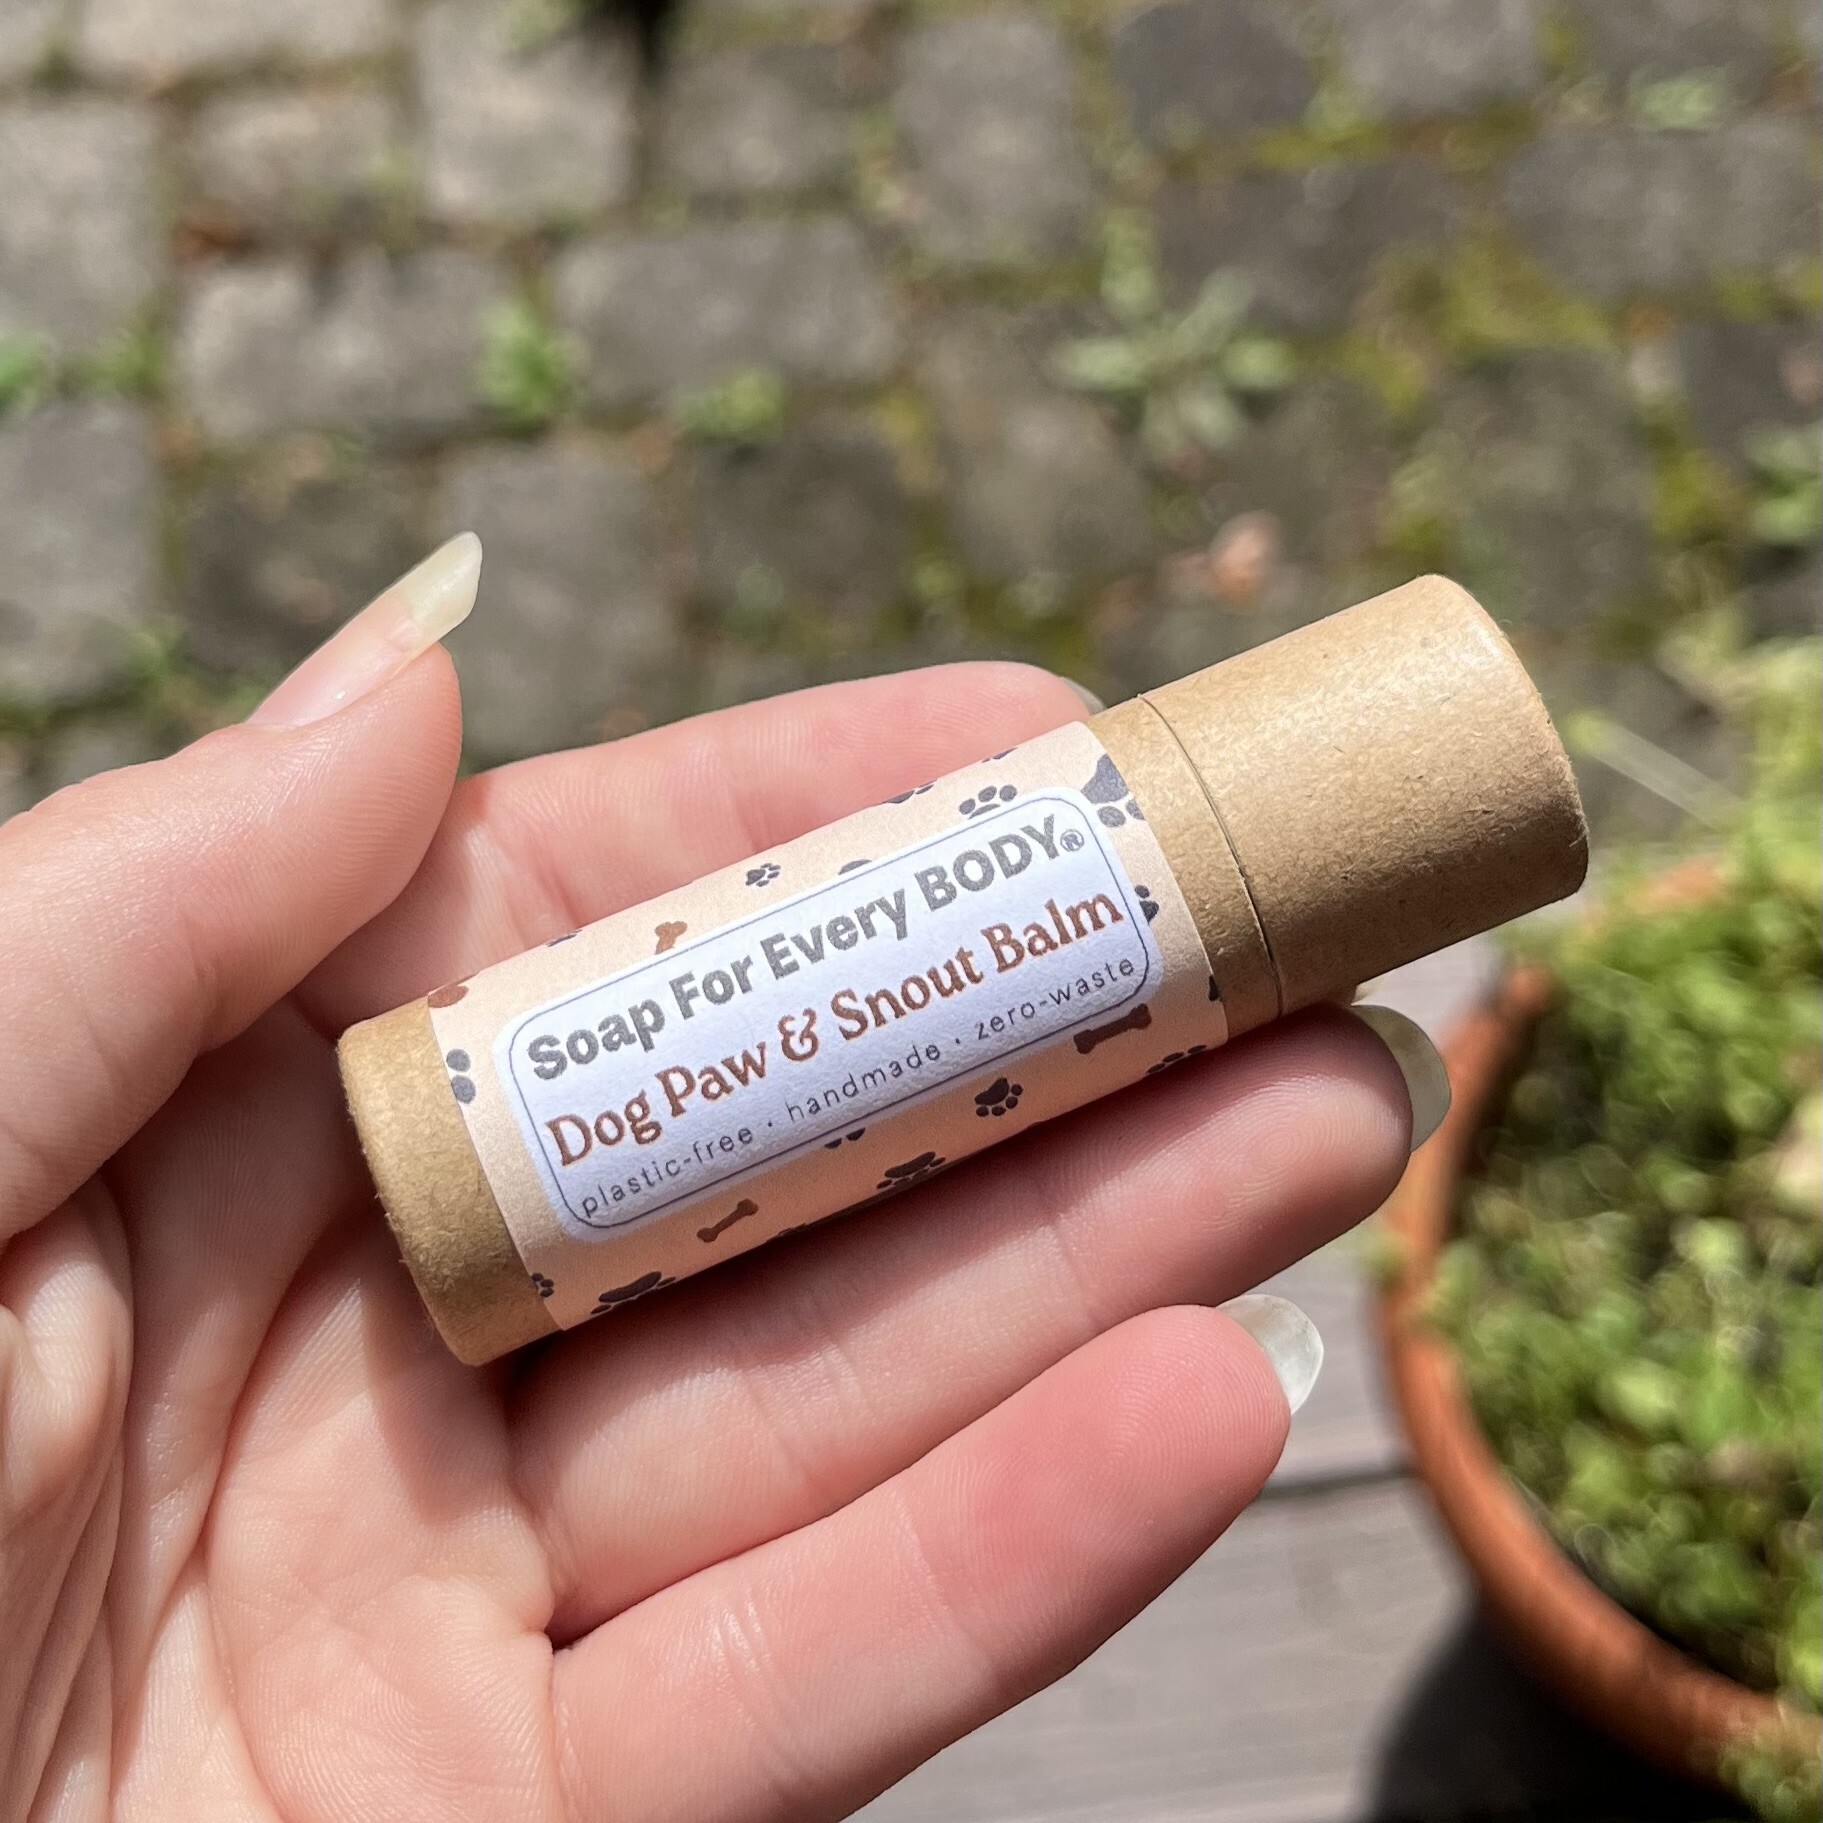 Soap For Every BODY®
Dog Paw & Snout Balm
plastic-free · handmade · zero-waste